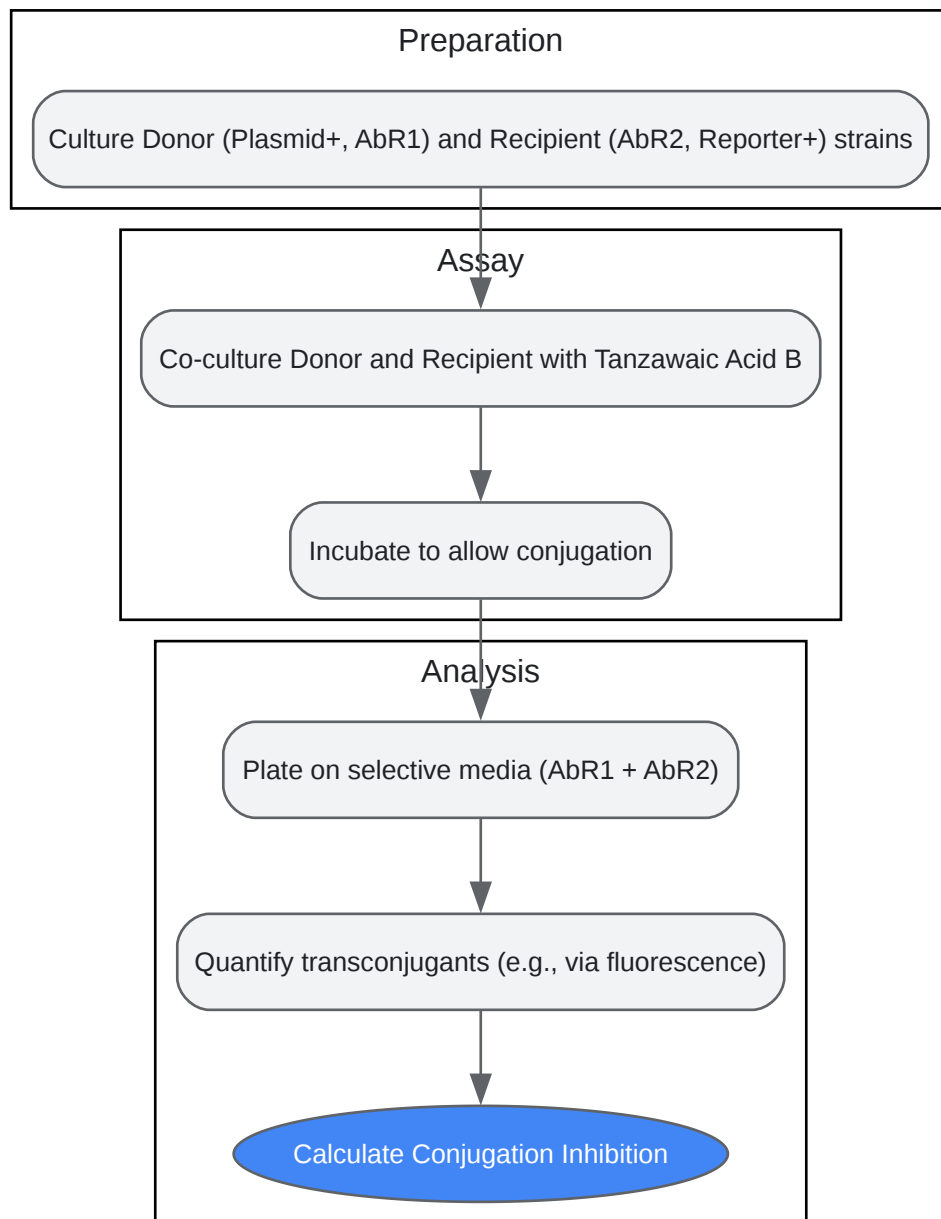 Preparation
Culture Donor (Plasmid+, AbR1) and Recipient (AbR2, Reporter+) strains
Assay
Co-culture Donor and Recipient with Tanzawaic Acid B
Incubate to allow conjugation
Analysis
Plate on selective media (AbR1 + AbR2)
Quantify transconjugants (e.g., via fluorescence)
Calculate Conjugation Inhibition